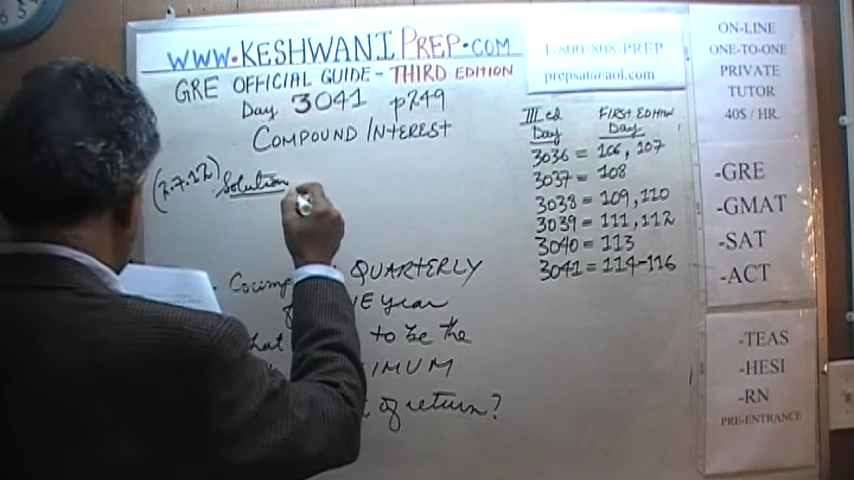 WWW.KESHWANIPREP.COM
GRE OFFICIAL GUIDE - THIRD EDITION
Day 3041 p249
COMPOUND INTEREST
(2.7.12) Solution
QUARTERLY
year
to be the
IMUM
of return?
1-800-808-PREP
prepsat@aol.com
III ed FIRST EDITION
Day Day
3036 = 106, 107
3037 = 108
3038 = 109, 110
3039 = 111, 112
3040 = 113
3041 = 114-116
ON-LINE
ONE-TO-ONE
PRIVATE
TUTOR
40$ / HR.
-GRE
-GMAT
-SAT
-ACT
-TEAS
-HESI
-RN
PRE-ENTRANCE